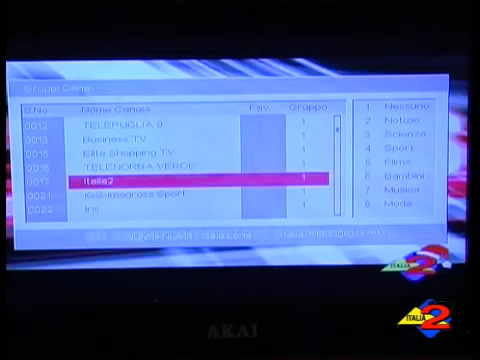 Gruppi Canali
S.No Nome Canale Fav Gruppo
0012 TELEPUGLIA 9 1
0013 Business TV 1
0015 Elite Shopping TV 1
0016 TELENORBA VERDE 1
0017 Italia2 1
0021 Sport 1
0022 Iris 1
1 Nessuno
2 Notizie
3 Scienza
4 Sport
5 Films
6 Bambini
7 Musica
8 Moda
ITALIA 2
ITALIA 2
AKAI